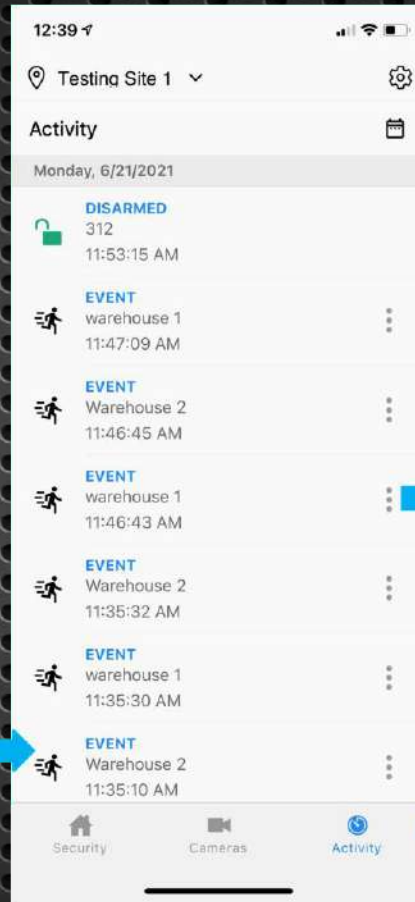 12:39
Testing Site 1
Activity
Monday, 6/21/2021
DISARMED
312
11:53:15 AM
EVENT
warehouse 1
11:47:09 AM
EVENT
Warehouse 2
11:46:45 AM
EVENT
warehouse 1
11:46:43 AM
EVENT
Warehouse 2
11:35:32 AM
EVENT
warehouse 1
11:35:30 AM
EVENT
Warehouse 2
11:35:10 AM
Security Cameras Activity